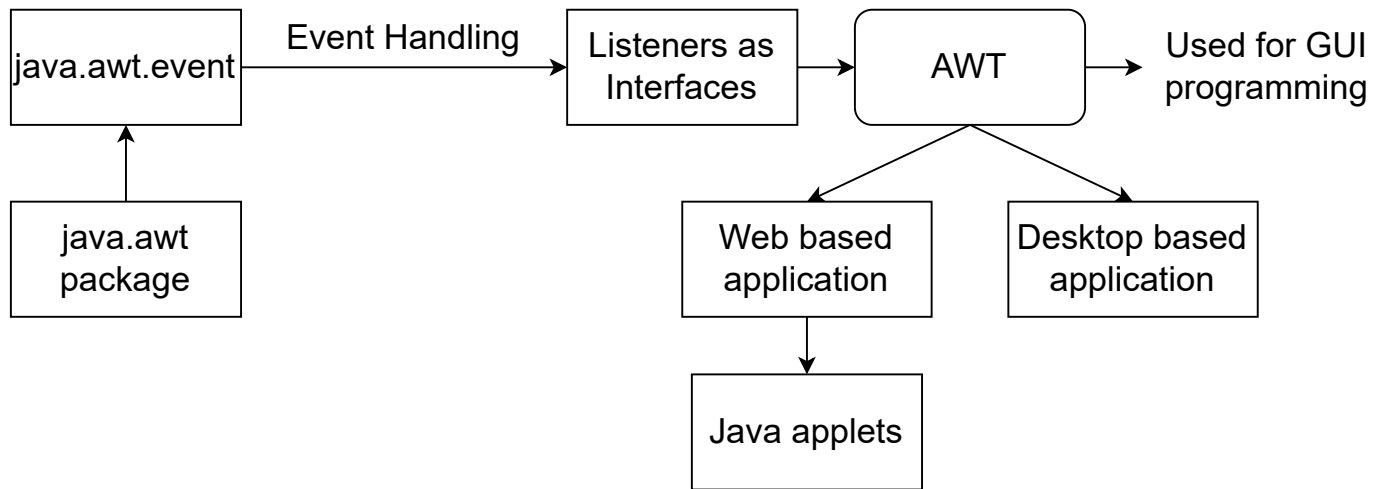 java.awt.event
Event Handling
Listeners as
Interfaces
AWT
Used for GUI
programming
java.awt
package
Web based
application
Desktop based
application
Java applets